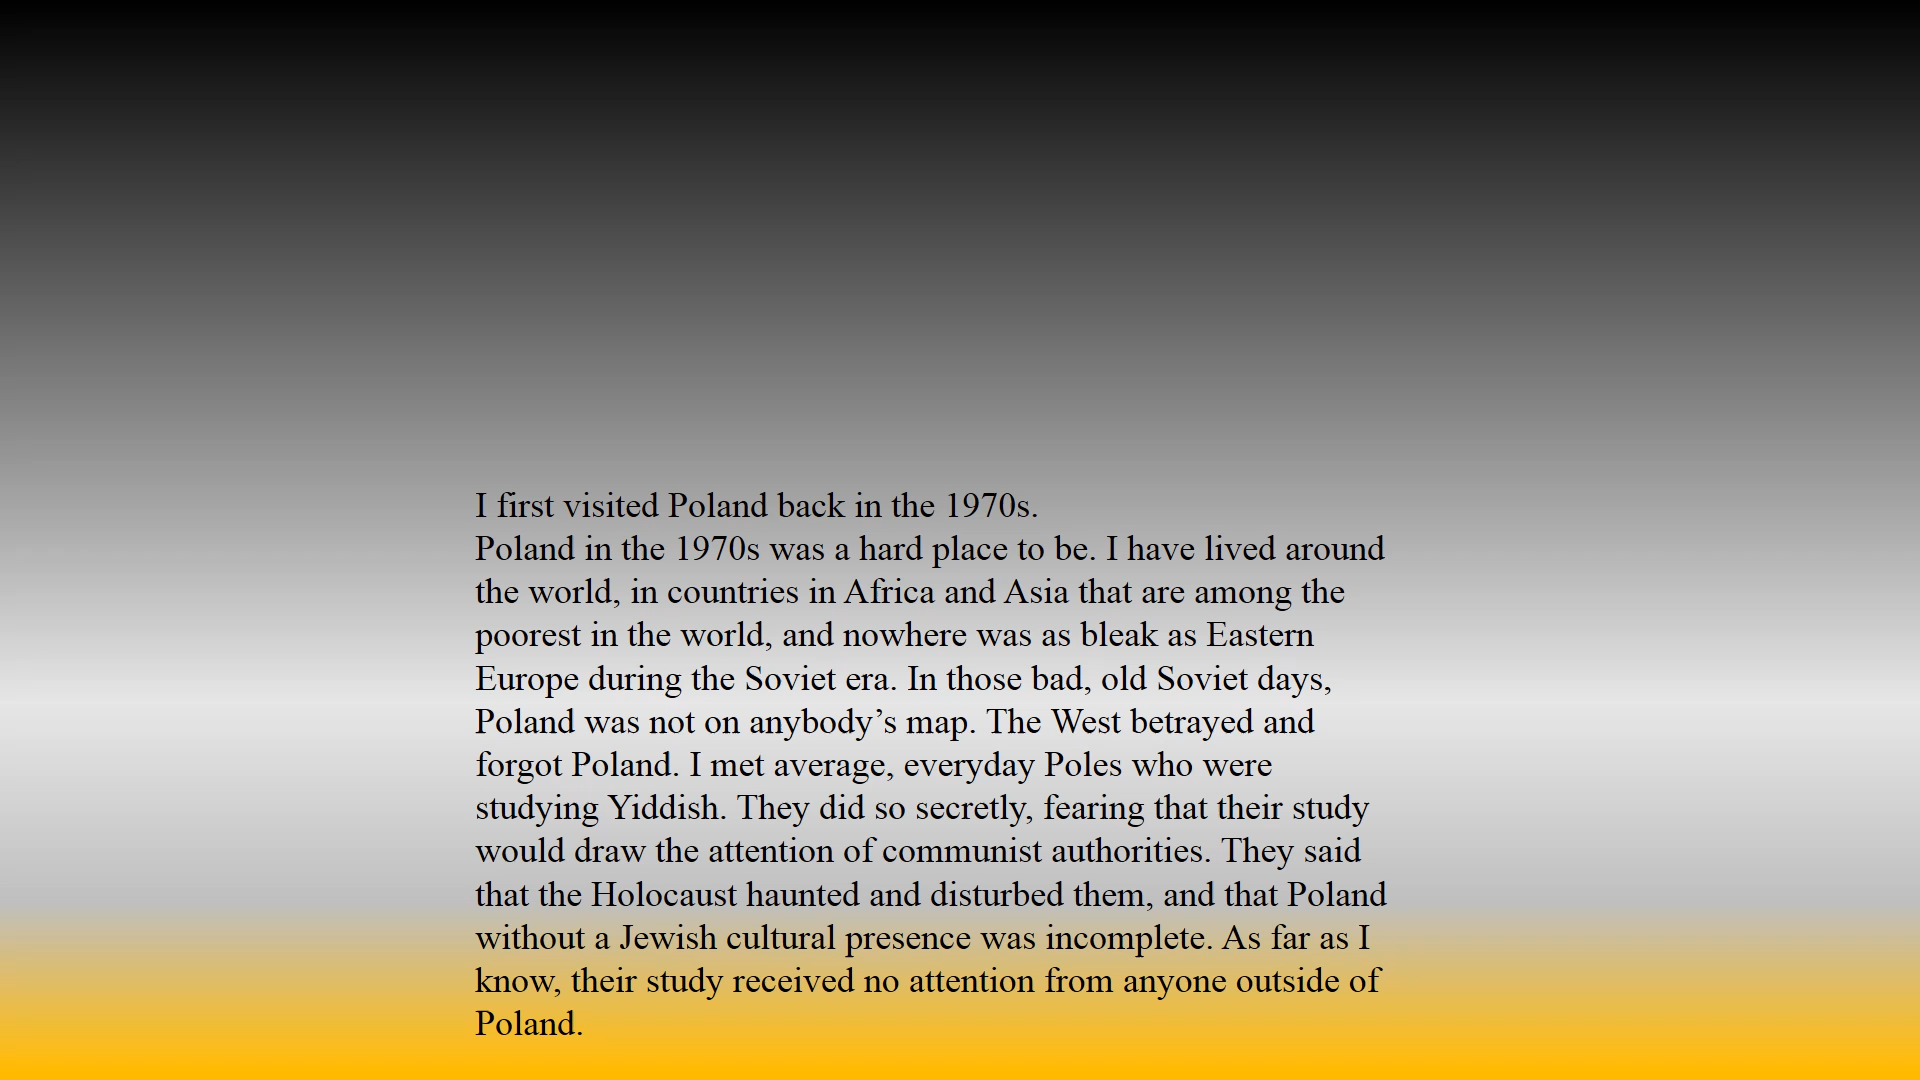 I first visited Poland back in the 1970s.
Poland in the 1970s was a hard place to be. I have lived around
the world, in countries in Africa and Asia that are among the
poorest in the world, and nowhere was as bleak as Eastern
Europe during the Soviet era. In those bad, old Soviet days,
Poland was not on anybody’s map. The West betrayed and
forgot Poland. I met average, everyday Poles who were
studying Yiddish. They did so secretly, fearing that their study
would draw the attention of communist authorities. They said
that the Holocaust haunted and disturbed them, and that Poland
without a Jewish cultural presence was incomplete. As far as I
know, their study received no attention from anyone outside of
Poland.